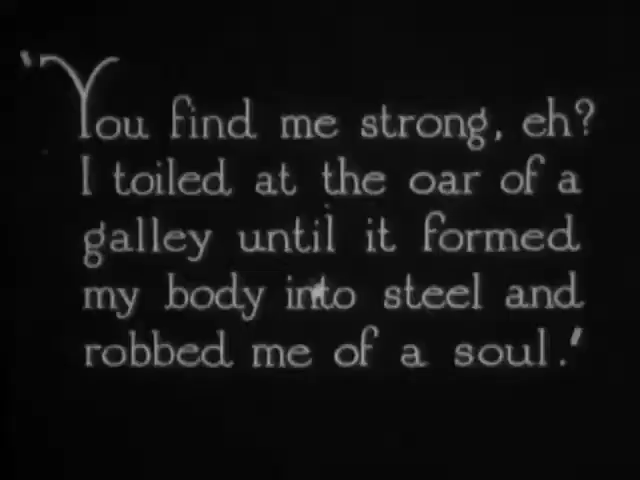 "You find me strong, eh?
I toiled at the oar of a
galley until it formed
my body into steel and
robbed me of a soul."